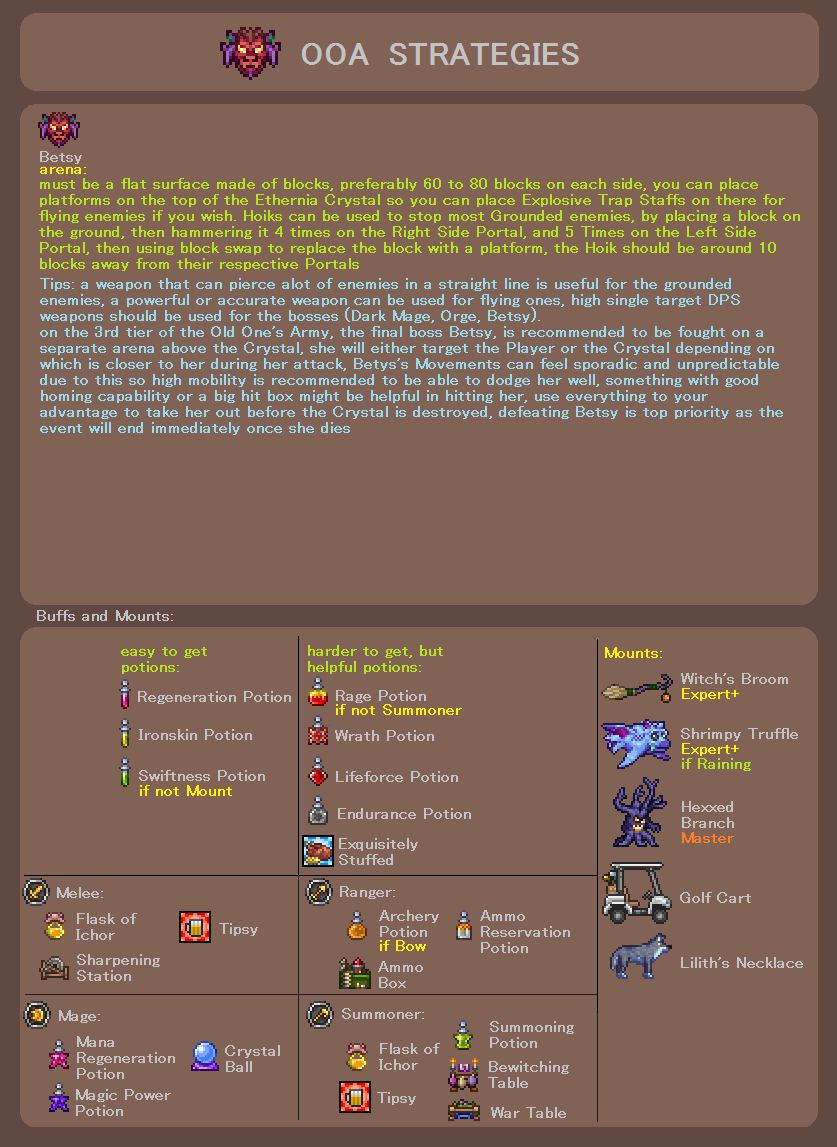 OOA STRATEGIES
Betsy
arena:
must be a flat surface made of blocks, preferably 60 to 80 blocks on each side, you can place
platforms on the top of the Ethernia Crystal so you can place Explosive Trap Staffs on there for
flying enemies if you wish. Hoiks can be used to stop most Grounded enemies, by placing a block on
the ground, then hammering it 4 times on the Right Side Portal, and 5 Times on the Left Side
Portal, then using block swap to replace the block with a platform, the Hoik should be around 10
blocks away from their respective Portals
Tips: a weapon that can pierce alot of enemies in a straight line is useful for the grounded
enemies, a powerful or accurate weapon can be used for flying ones, high single target DPS
weapons should be used for the bosses (Dark Mage, Orge, Betsy).
on the 3rd tier of the Old One's Army, the final boss Betsy, is recommended to be fought on a
separate arena above the Crystal, she will either target the Player or the Crystal depending on
which is closer to her during her attack, Betys's Movements can feel sporadic and unpredictable
due to this so high mobility is recommended to be able to dodge her well, something with good
homing capability or a big hit box might be helpful in hitting her, use everything to your
advantage to take her out before the Crystal is destroyed, defeating Betsy is top priority as the
event will end immediately once she dies
Buffs and Mounts:
easy to get
potions:
Regeneration Potion
Ironskin Potion
Swiftness Potion
if not Mount
harder to get, but
helpful potions:
Rage Potion
if not Summoner
Wrath Potion
Lifeforce Potion
Endurance Potion
Exquisitely
Stuffed
Mounts:
Witch's Broom
Expert+
Shrimpy Truffle
Expert+
if Raining
Hexxed
Branch
Master
Golf Cart
Lilith's Necklace
Melee:
Flask of
Ichor
Tipsy
Sharpening
Station
Ranger:
Archery
Potion
if Bow
Ammo
Reservation
Potion
Ammo
Box
Mage:
Mana
Regeneration
Potion
Crystal
Ball
Magic Power
Potion
Summoner:
Flask of
Ichor
Tipsy
Summoning
Potion
Bewitching
Table
War Table